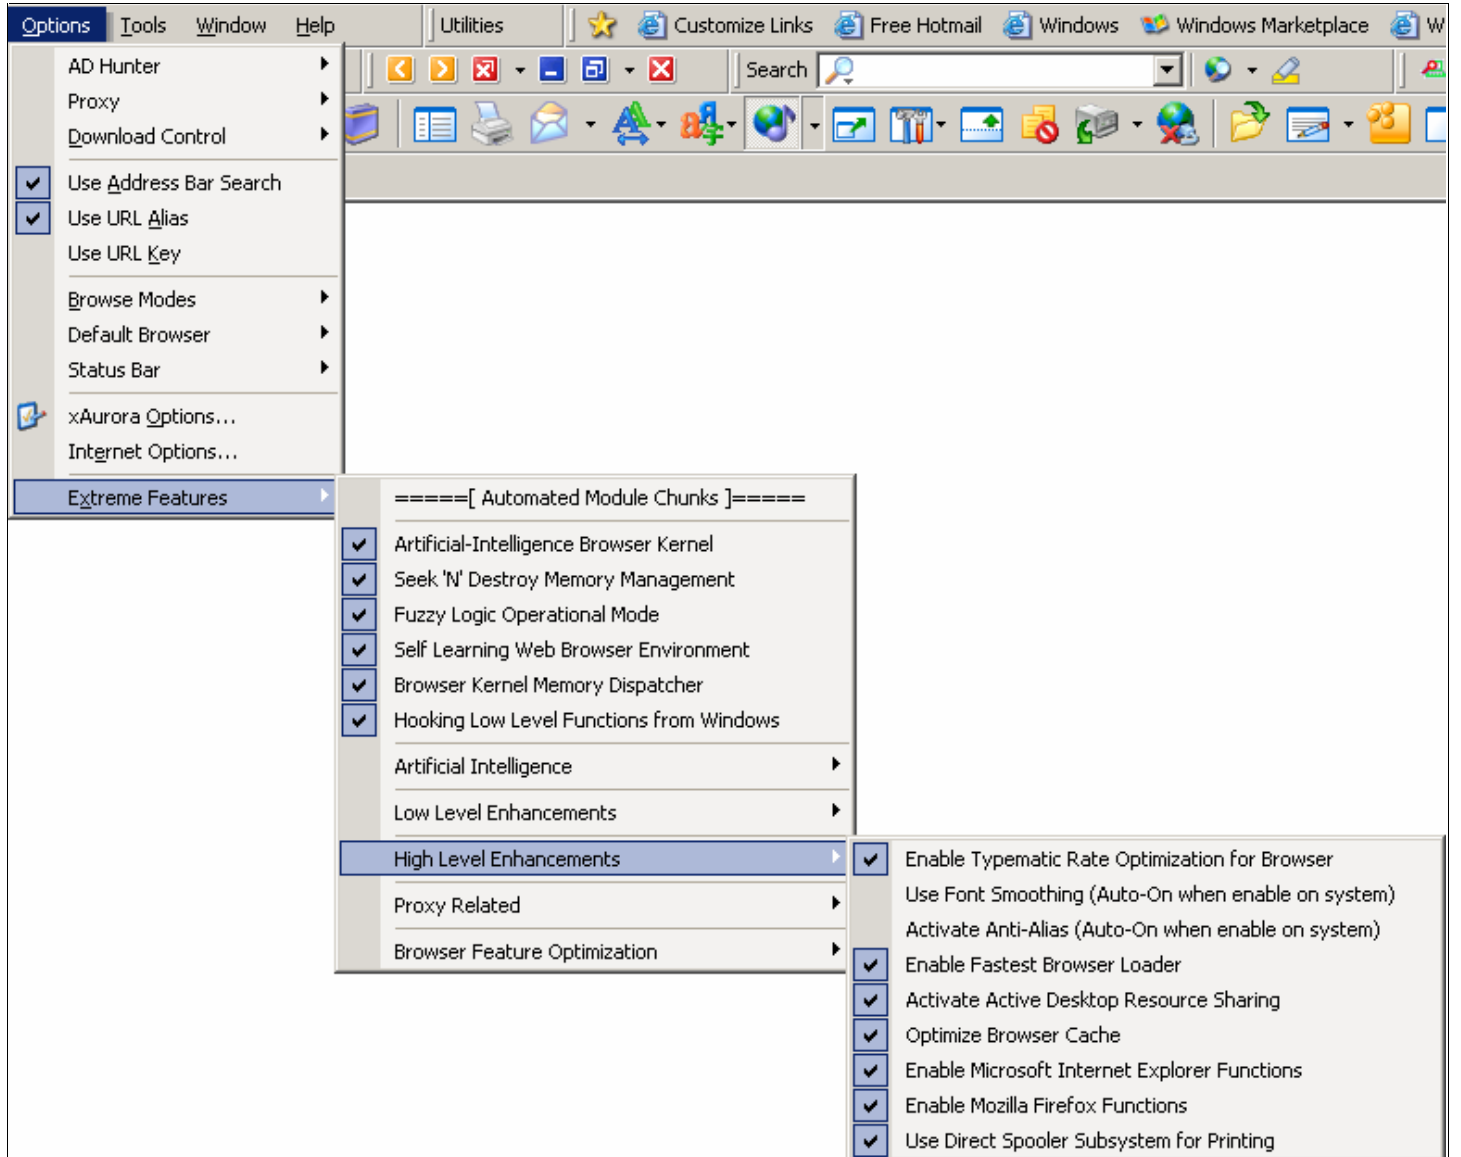 Options Tools Window Help Utilities Customize Links Free Hotmail Windows Windows Marketplace W
AD Hunter
Search
Proxy
Download Control
Use Address Bar Search
Use URL Alias
Use URL Key
Browse Modes
Default Browser
Status Bar
xAurora Options...
Internet Options...
Extreme Features
=====[ Automated Module Chunks ]=====
Artificial-Intelligence Browser Kernel
Seek 'N' Destroy Memory Management
Fuzzy Logic Operational Mode
Self Learning Web Browser Environment
Browser Kernel Memory Dispatcher
Hooking Low Level Functions from Windows
Artificial Intelligence
Low Level Enhancements
High Level Enhancements
Proxy Related
Browser Feature Optimization
Enable Typematic Rate Optimization for Browser
Use Font Smoothing (Auto-On when enable on system)
Activate Anti-Alias (Auto-On when enable on system)
Enable Fastest Browser Loader
Activate Active Desktop Resource Sharing
Optimize Browser Cache
Enable Microsoft Internet Explorer Functions
Enable Mozilla Firefox Functions
Use Direct Spooler Subsystem for Printing